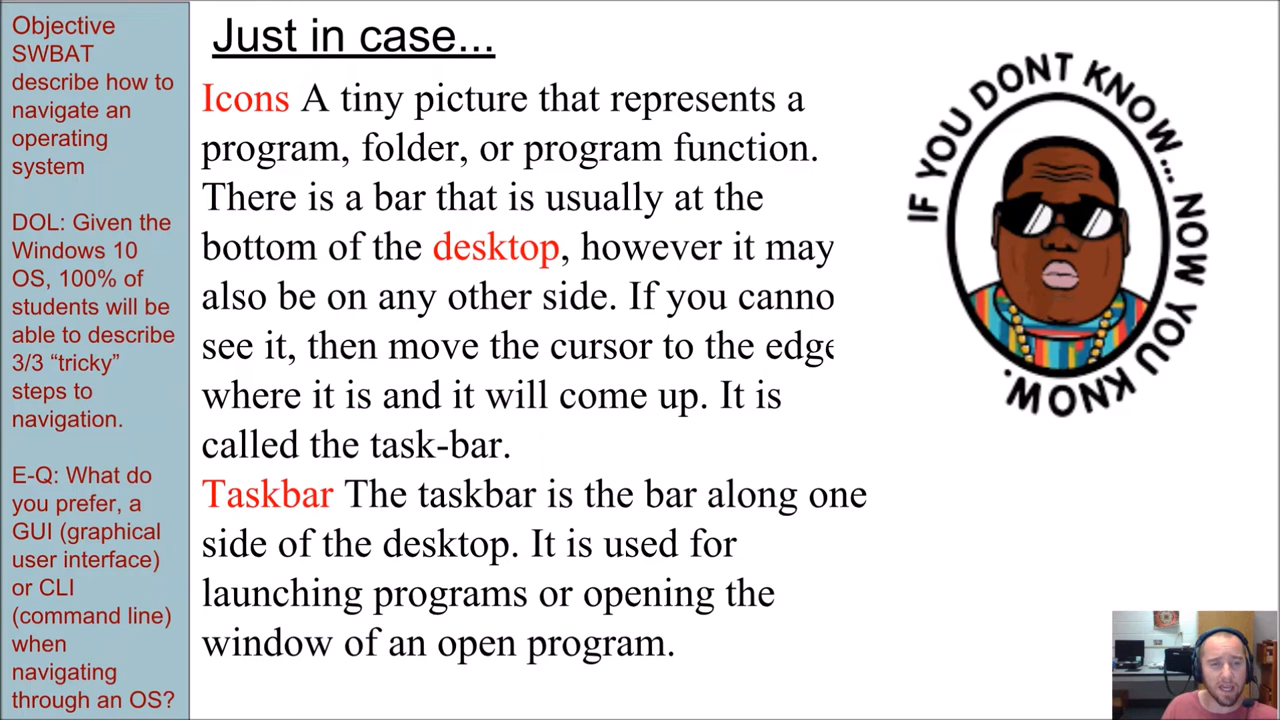 Objective
SWBAT
describe how to
navigate an
operating
system
DOL: Given the
Windows 10
OS, 100% of
students will be
able to describe
3/3 “tricky”
steps to
navigation.
E-Q: What do
you prefer, a
GUI (graphical
user interface)
or CLI
(command line)
when
navigating
through an OS?
Just in case...
Icons A tiny picture that represents a
program, folder, or program function.
There is a bar that is usually at the
bottom of the desktop, however it may
also be on any other side. If you canno
see it, then move the cursor to the edge
where it is and it will come up. It is
called the task-bar.
Taskbar The taskbar is the bar along one
side of the desktop. It is used for
launching programs or opening the
window of an open program.
IF YOU DONT KNOW... NOW YOU KNOW.